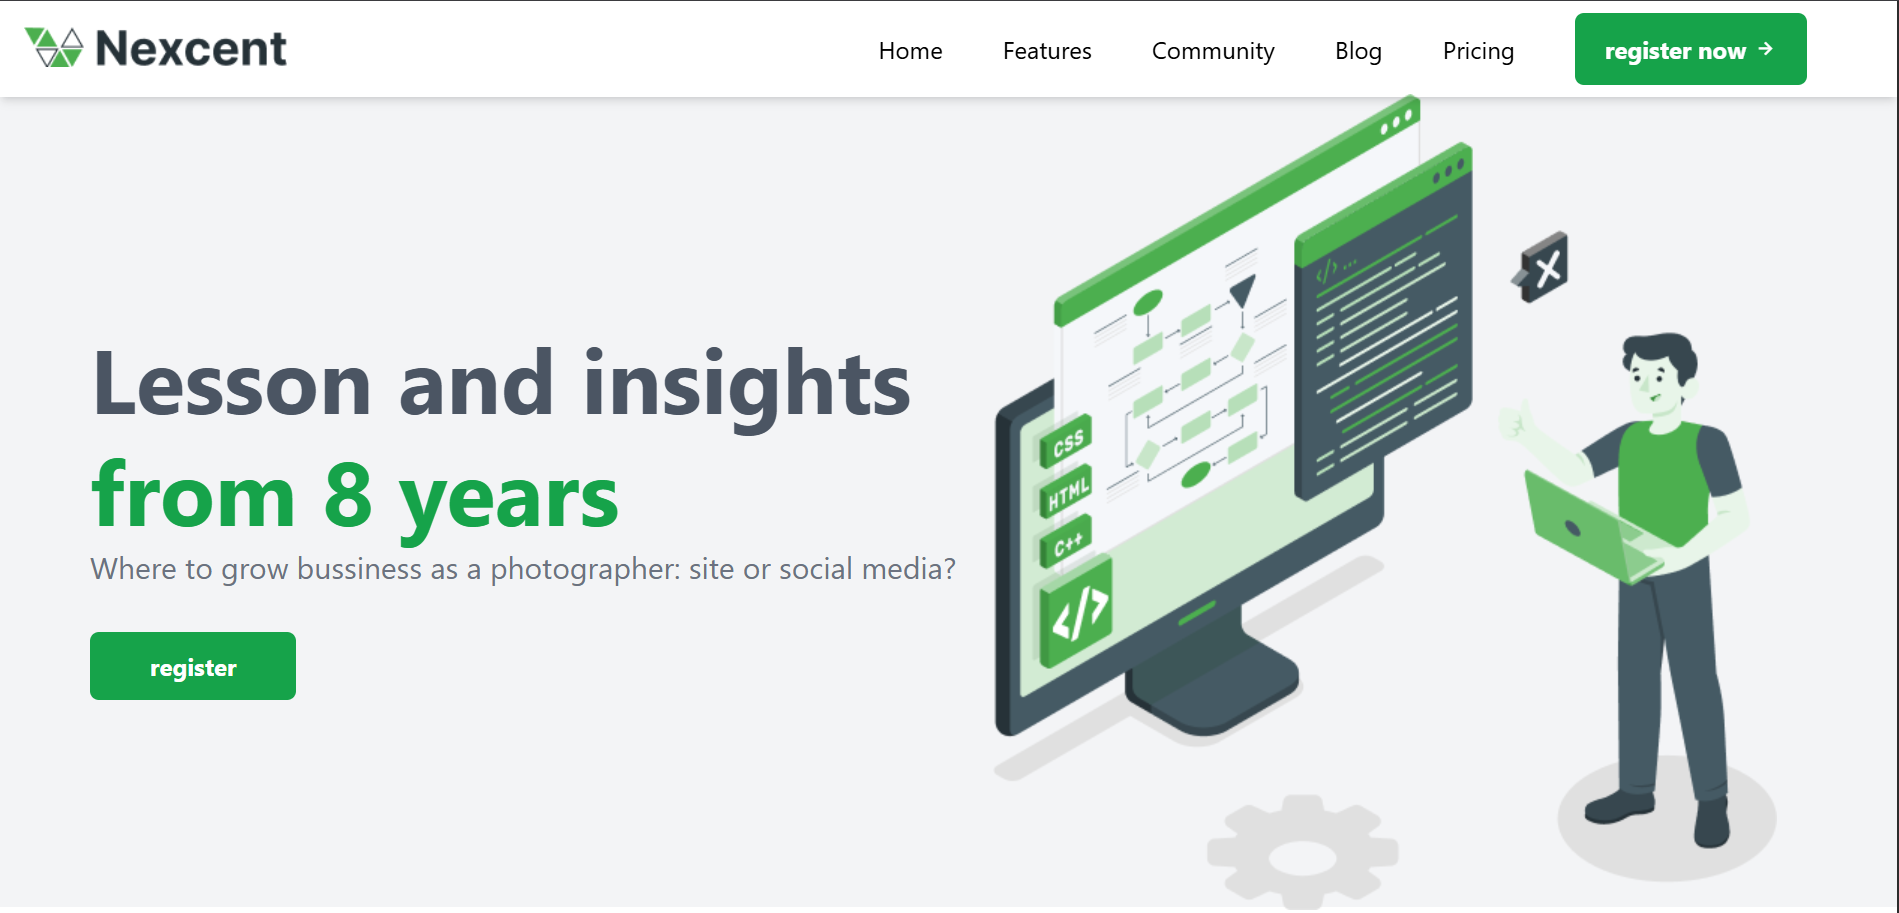 Nexcent
Home Features Community Blog Pricing register now →
Lesson and insights
from 8 years
Where to grow bussiness as a photographer: site or social media?
register
</> ...
CSS
HTML
C++
</>
X